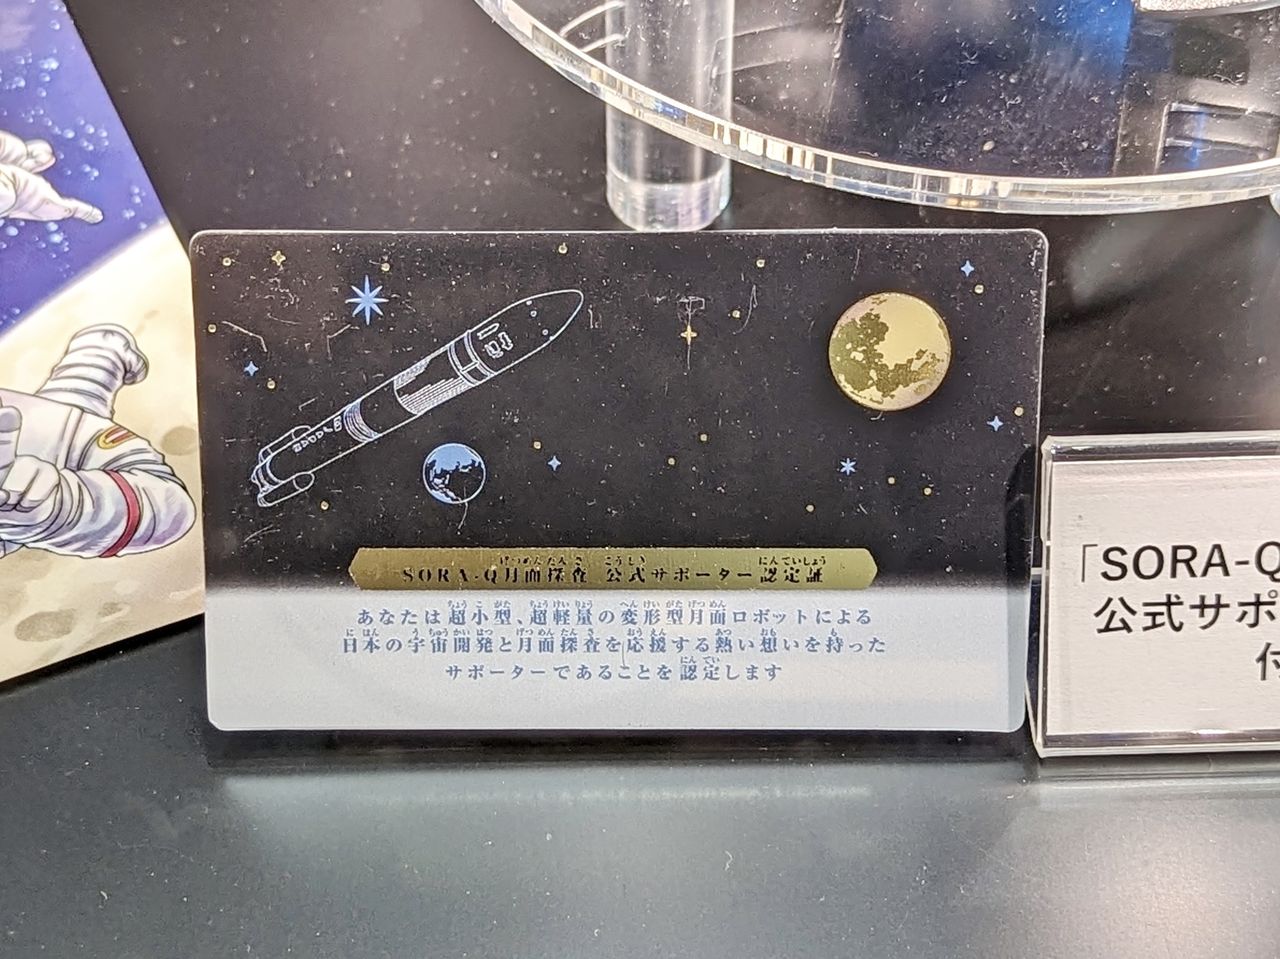 SORA-Q月面探査 公式サポーター認定証
あなたは超小型、超軽量の変形型月面ロボットによる
日本の宇宙開発と月面探査を応援する熱い想いを持った
サポーターであることを認定します
「SORA-Q
公式サポ
付